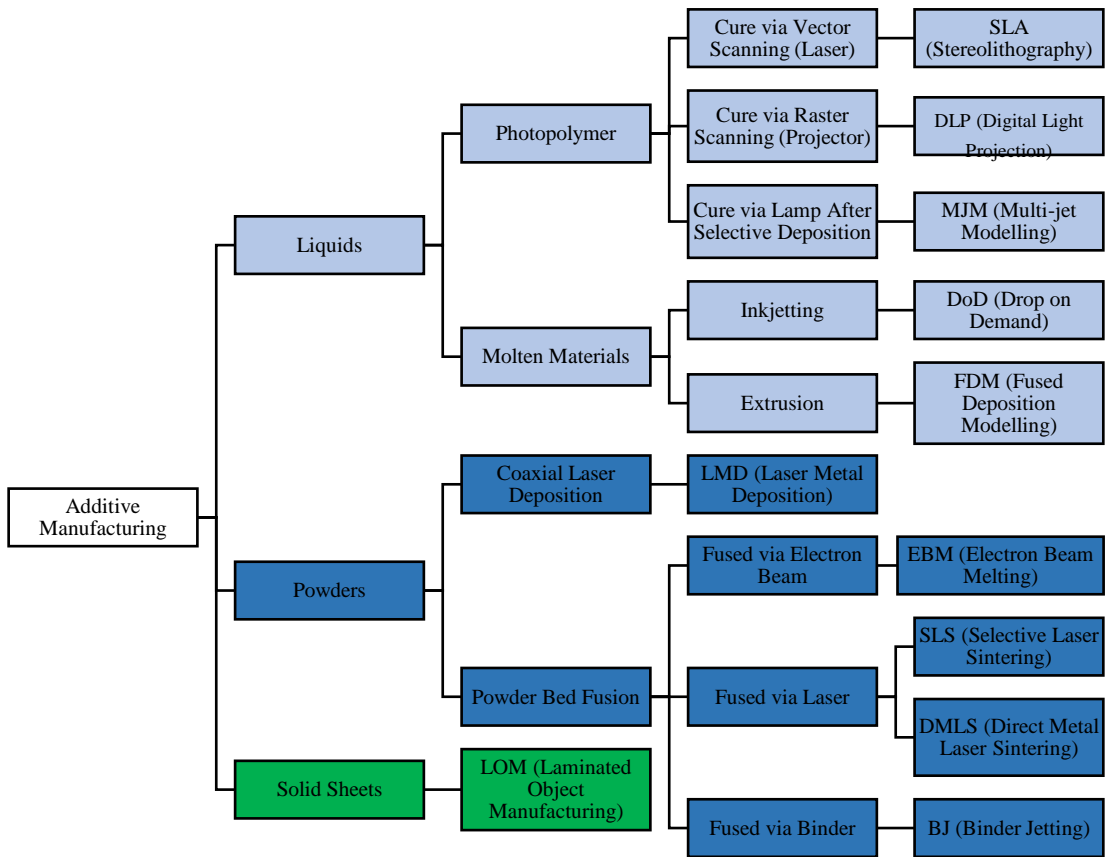 Cure via Vector
Scanning (Laser)
SLA
(Stereolithography)
Photopolymer
Cure via Raster
Scanning (Projector)
DLP (Digital Light
Projection)
Cure via Lamp After
Selective Deposition
MJM (Multi-jet
Modelling)
Liquids
Inkjetting
DoD (Drop on
Demand)
Molten Materials
Extrusion
FDM (Fused
Deposition
Modelling)
Additive
Manufacturing
Coaxial Laser
Deposition
LMD (Laser Metal
Deposition)
Powders
Fused via Electron
Beam
EBM (Electron Beam
Melting)
Powder Bed Fusion
Fused via Laser
SLS (Selective Laser
Sintering)
DMLS (Direct Metal
Laser Sintering)
Fused via Binder
BJ (Binder Jetting)
Solid Sheets
LOM (Laminated
Object
Manufacturing)